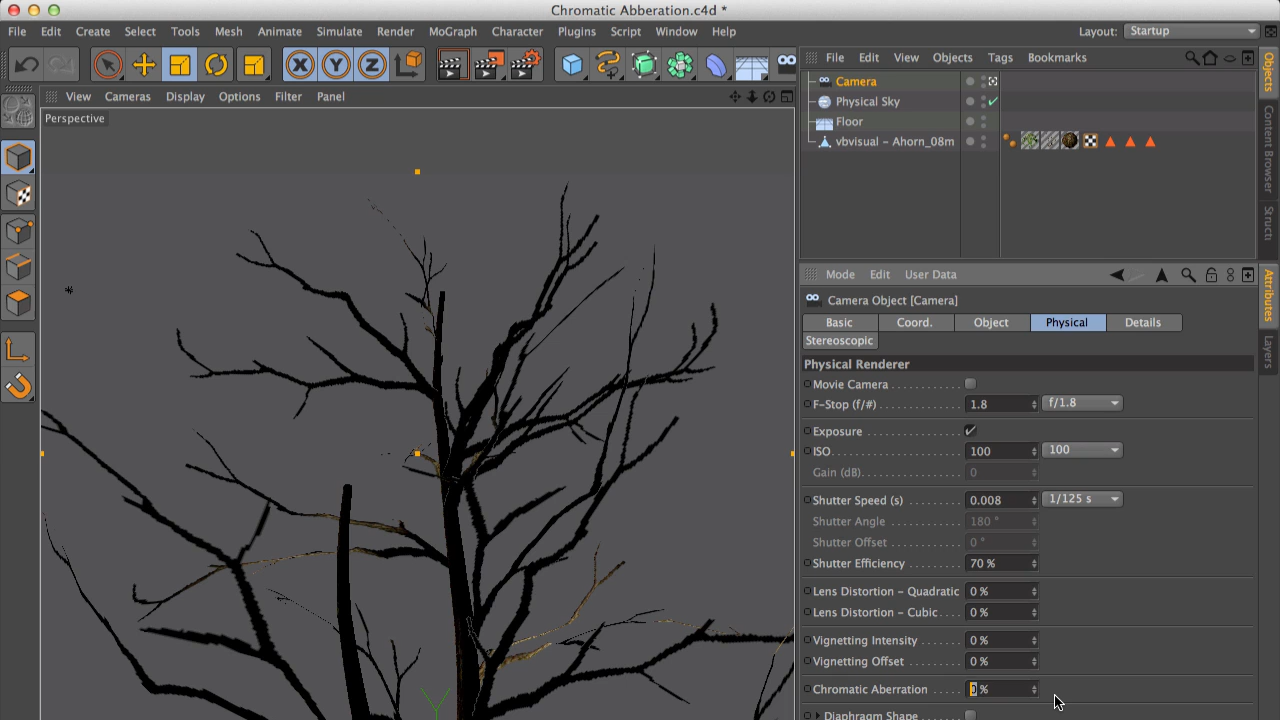 Chromatic Abberation.c4d *
File Edit Create Select Tools Mesh Animate Simulate Render MoGraph Character Plugins Script Window Help Layout: Startup
X Y Z
File Edit View Objects Tags Bookmarks
Objects
Content Browser
Structi
Camera
Physical Sky
Floor
vbvisual - Ahorn_08m
View Cameras Display Options Filter Panel
Perspective
Y
Mode Edit User Data
Attributes
Layers
Camera Object [Camera]
Basic Coord. Object Physical Details
Stereoscopic
Physical Renderer
Movie Camera
F-Stop (f/#) 1.8 f/1.8
Exposure
ISO 100 100
Gain (dB) 0
Shutter Speed (s) 0.008 1/125 s
Shutter Angle 180 °
Shutter Offset 0 °
Shutter Efficiency 70 %
Lens Distortion - Quadratic 0 %
Lens Distortion - Cubic 0 %
Vignetting Intensity 0 %
Vignetting Offset 0 %
Chromatic Aberration 0 %
Diaphragm Shape